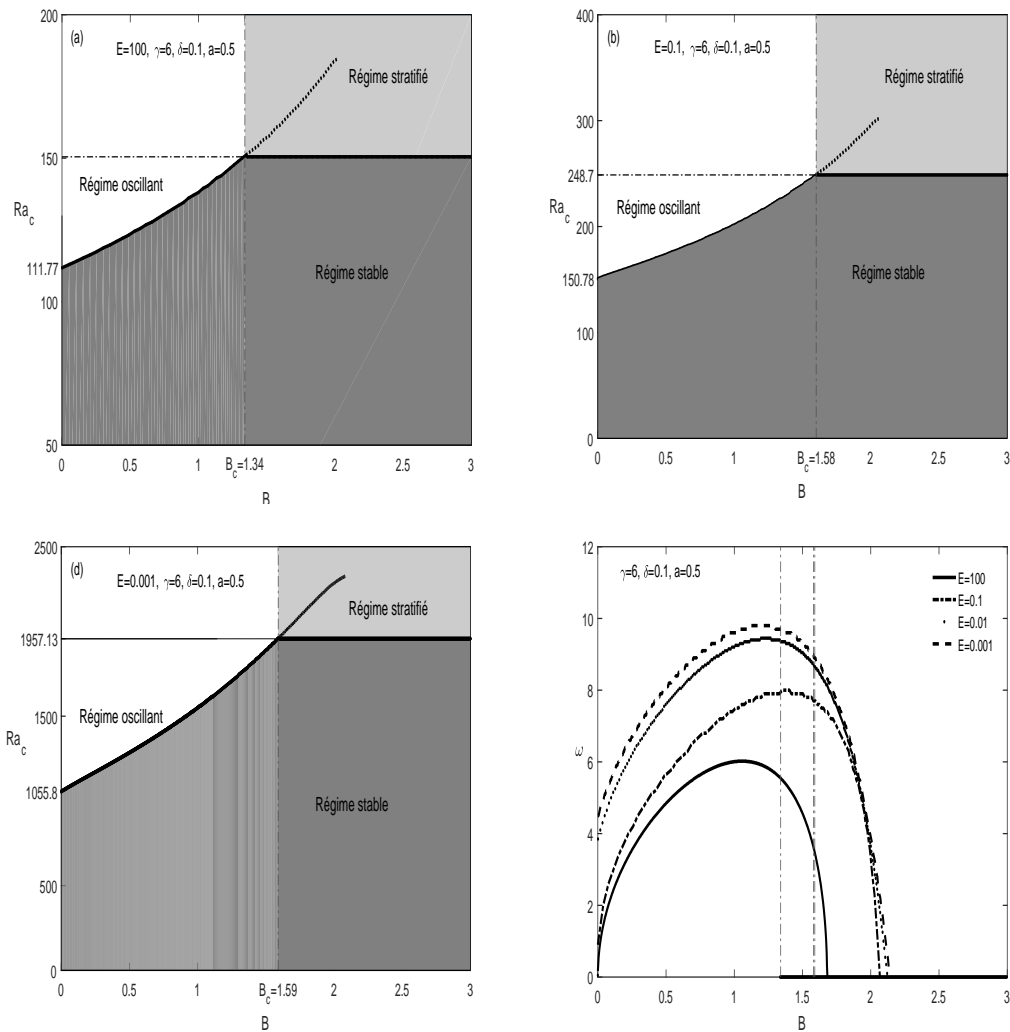 (a)
E=100, γ=6, δ=0.1, a=0.5
Régime stratifié
Régime oscillant
Régime stable
Ra_c
200
150
111.77
100
50
0
0.5
1
B_c=1.34
2
2.5
3
B
(b)
E=0.1, γ=6, δ=0.1, a=0.5
Régime stratifié
Régime oscillant
Régime stable
Ra_c
400
300
248.7
200
150.78
100
0
0
0.5
1
B_c=1.58
2
2.5
3
B
(d)
E=0.001, γ=6, δ=0.1, a=0.5
Régime stratifié
Régime oscillant
Régime stable
Ra_c
2500
1957.13
1500
1055.8
500
0
0
0.5
1
B_c=1.59
2
2.5
3
B
γ=6, δ=0.1, a=0.5
E=100
E=0.1
E=0.01
E=0.001
ω
12
10
8
6
4
2
0
0
0.5
1
1.5
2
2.5
3
B